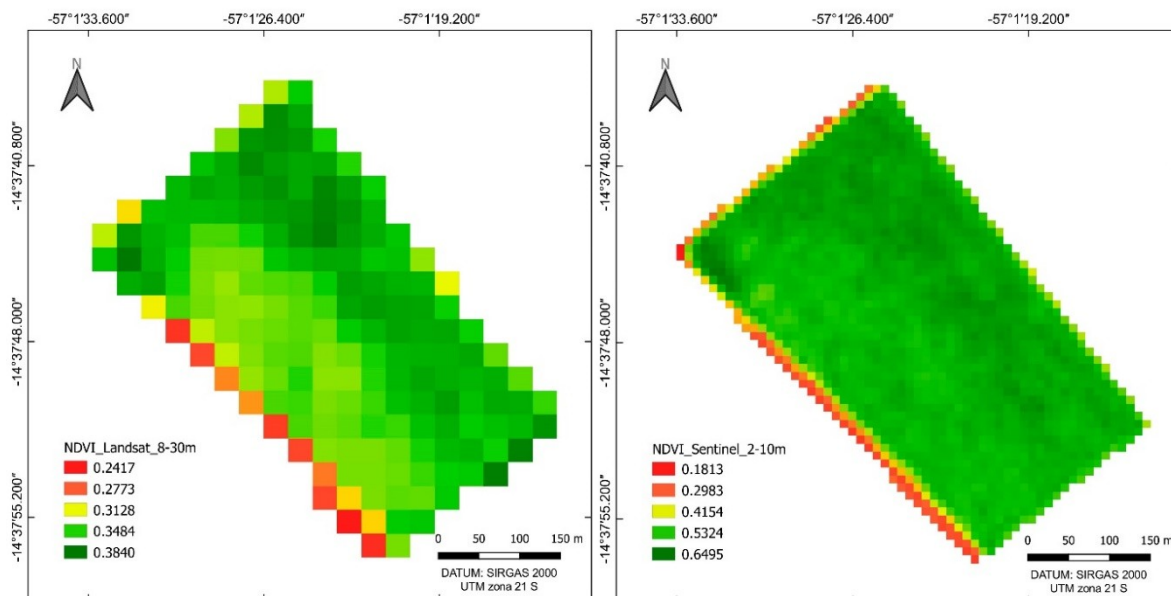 -57°1'33.600" -57°1'26.400" -57°1'19.200"
N
-14°37'40.800"
-14°37'48.000"
-14°37'55.200"
NDVI_Landsat_8-30m
0.2417
0.2773
0.3128
0.3484
0.3840
0 50 100 150 m
DATUM: SIRGAS 2000
UTM zona 21 S
-57°1'33.600" -57°1'26.400" -57°1'19.200"
N
-14°37'40.800"
-14°37'48.000"
-14°37'55.200"
NDVI_Sentinel_2-10m
0.1813
0.2983
0.4154
0.5324
0.6495
0 50 100 150 m
DATUM: SIRGAS 2000
UTM zona 21 S